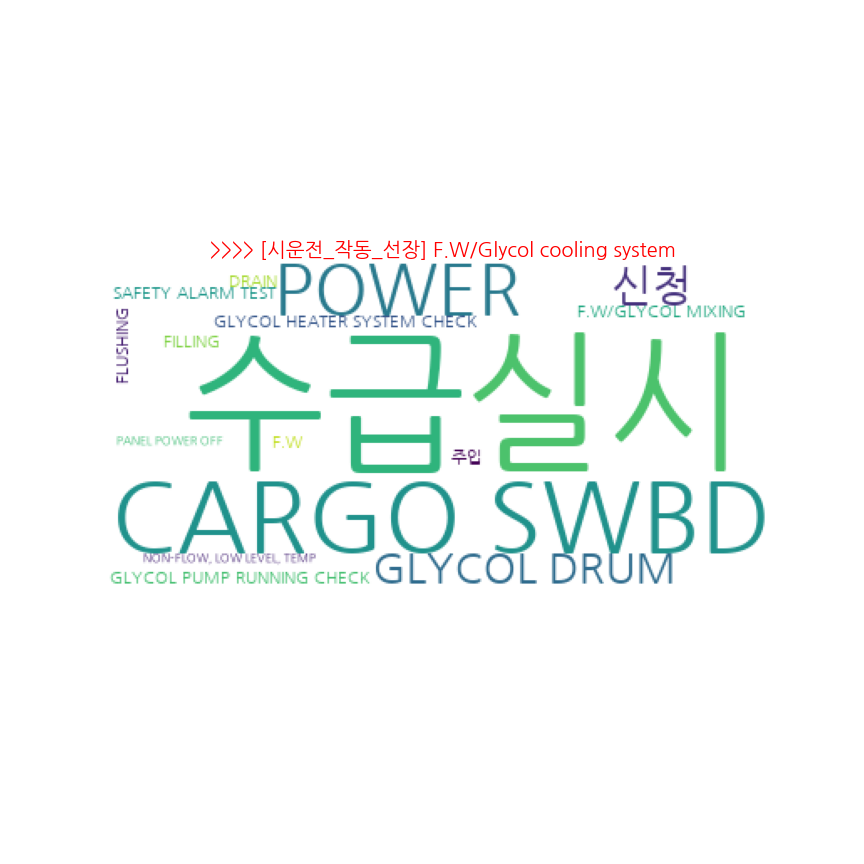 >>>> [시운전_작동_선장] F.W/Glycol cooling system
DRAIN
POWER
신청
SAFETY ALARM TEST
F.W/GLYCOL MIXING
GLYCOL HEATER SYSTEM CHECK
FLUSHING
FILLING
수급
실시
PANEL POWER OFF
F.W
주입
CARGO SWBD
NON-FLOW, LOW LEVEL, TEMP
GLYCOL DRUM
GLYCOL PUMP RUNNING CHECK